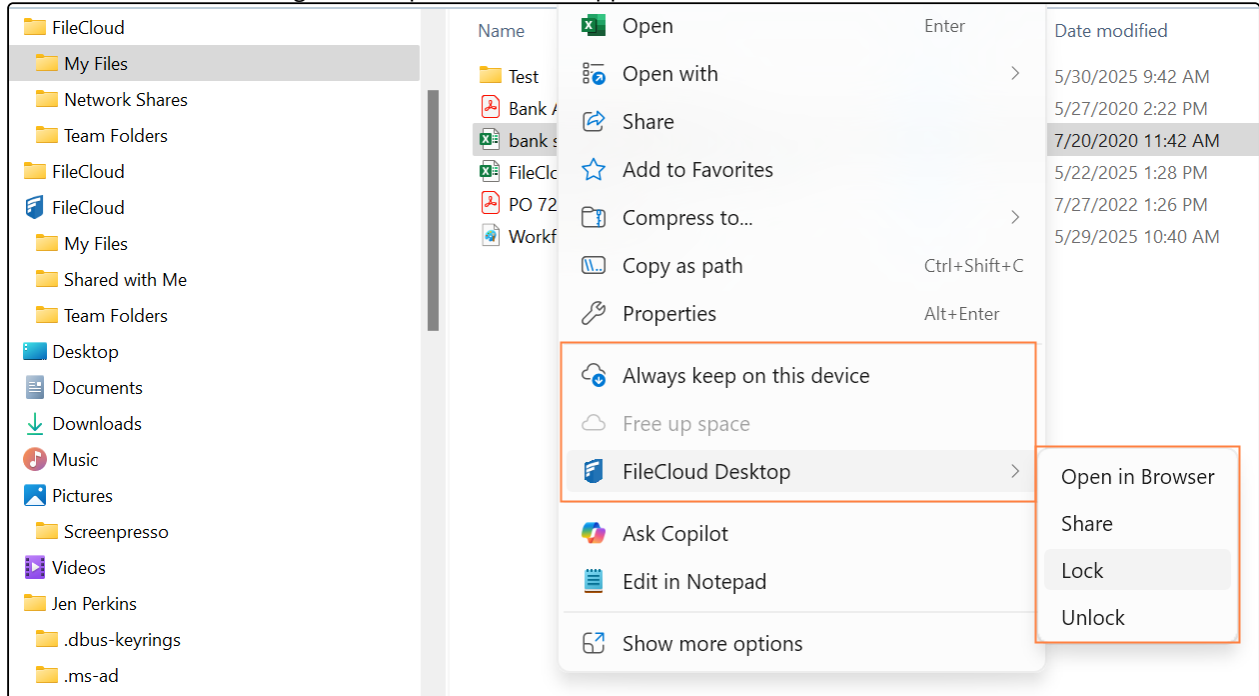 FileCloud
My Files
Network Shares
Team Folders
FileCloud
FileCloud
My Files
Shared with Me
Team Folders
Desktop
Documents
Downloads
Music
Pictures
Screenpresso
Videos
Jen Perkins
.dbus-keyrings
.ms-ad
Name
Test
Bank
bank
PO 72
Open Enter
Open with
Share
Add to Favorites
Compress to...
Copy as path Ctrl+Shift+C
Properties Alt+Enter
Always keep on this device
Free up space
FileCloud Desktop
Ask Copilot
Edit in Notepad
Show more options
Open in Browser
Share
Lock
Unlock
Date modified
5/30/2025 9:42 AM
5/27/2020 2:22 PM
7/20/2020 11:42 AM
5/22/2025 1:28 PM
7/27/2022 1:26 PM
5/29/2025 10:40 AM